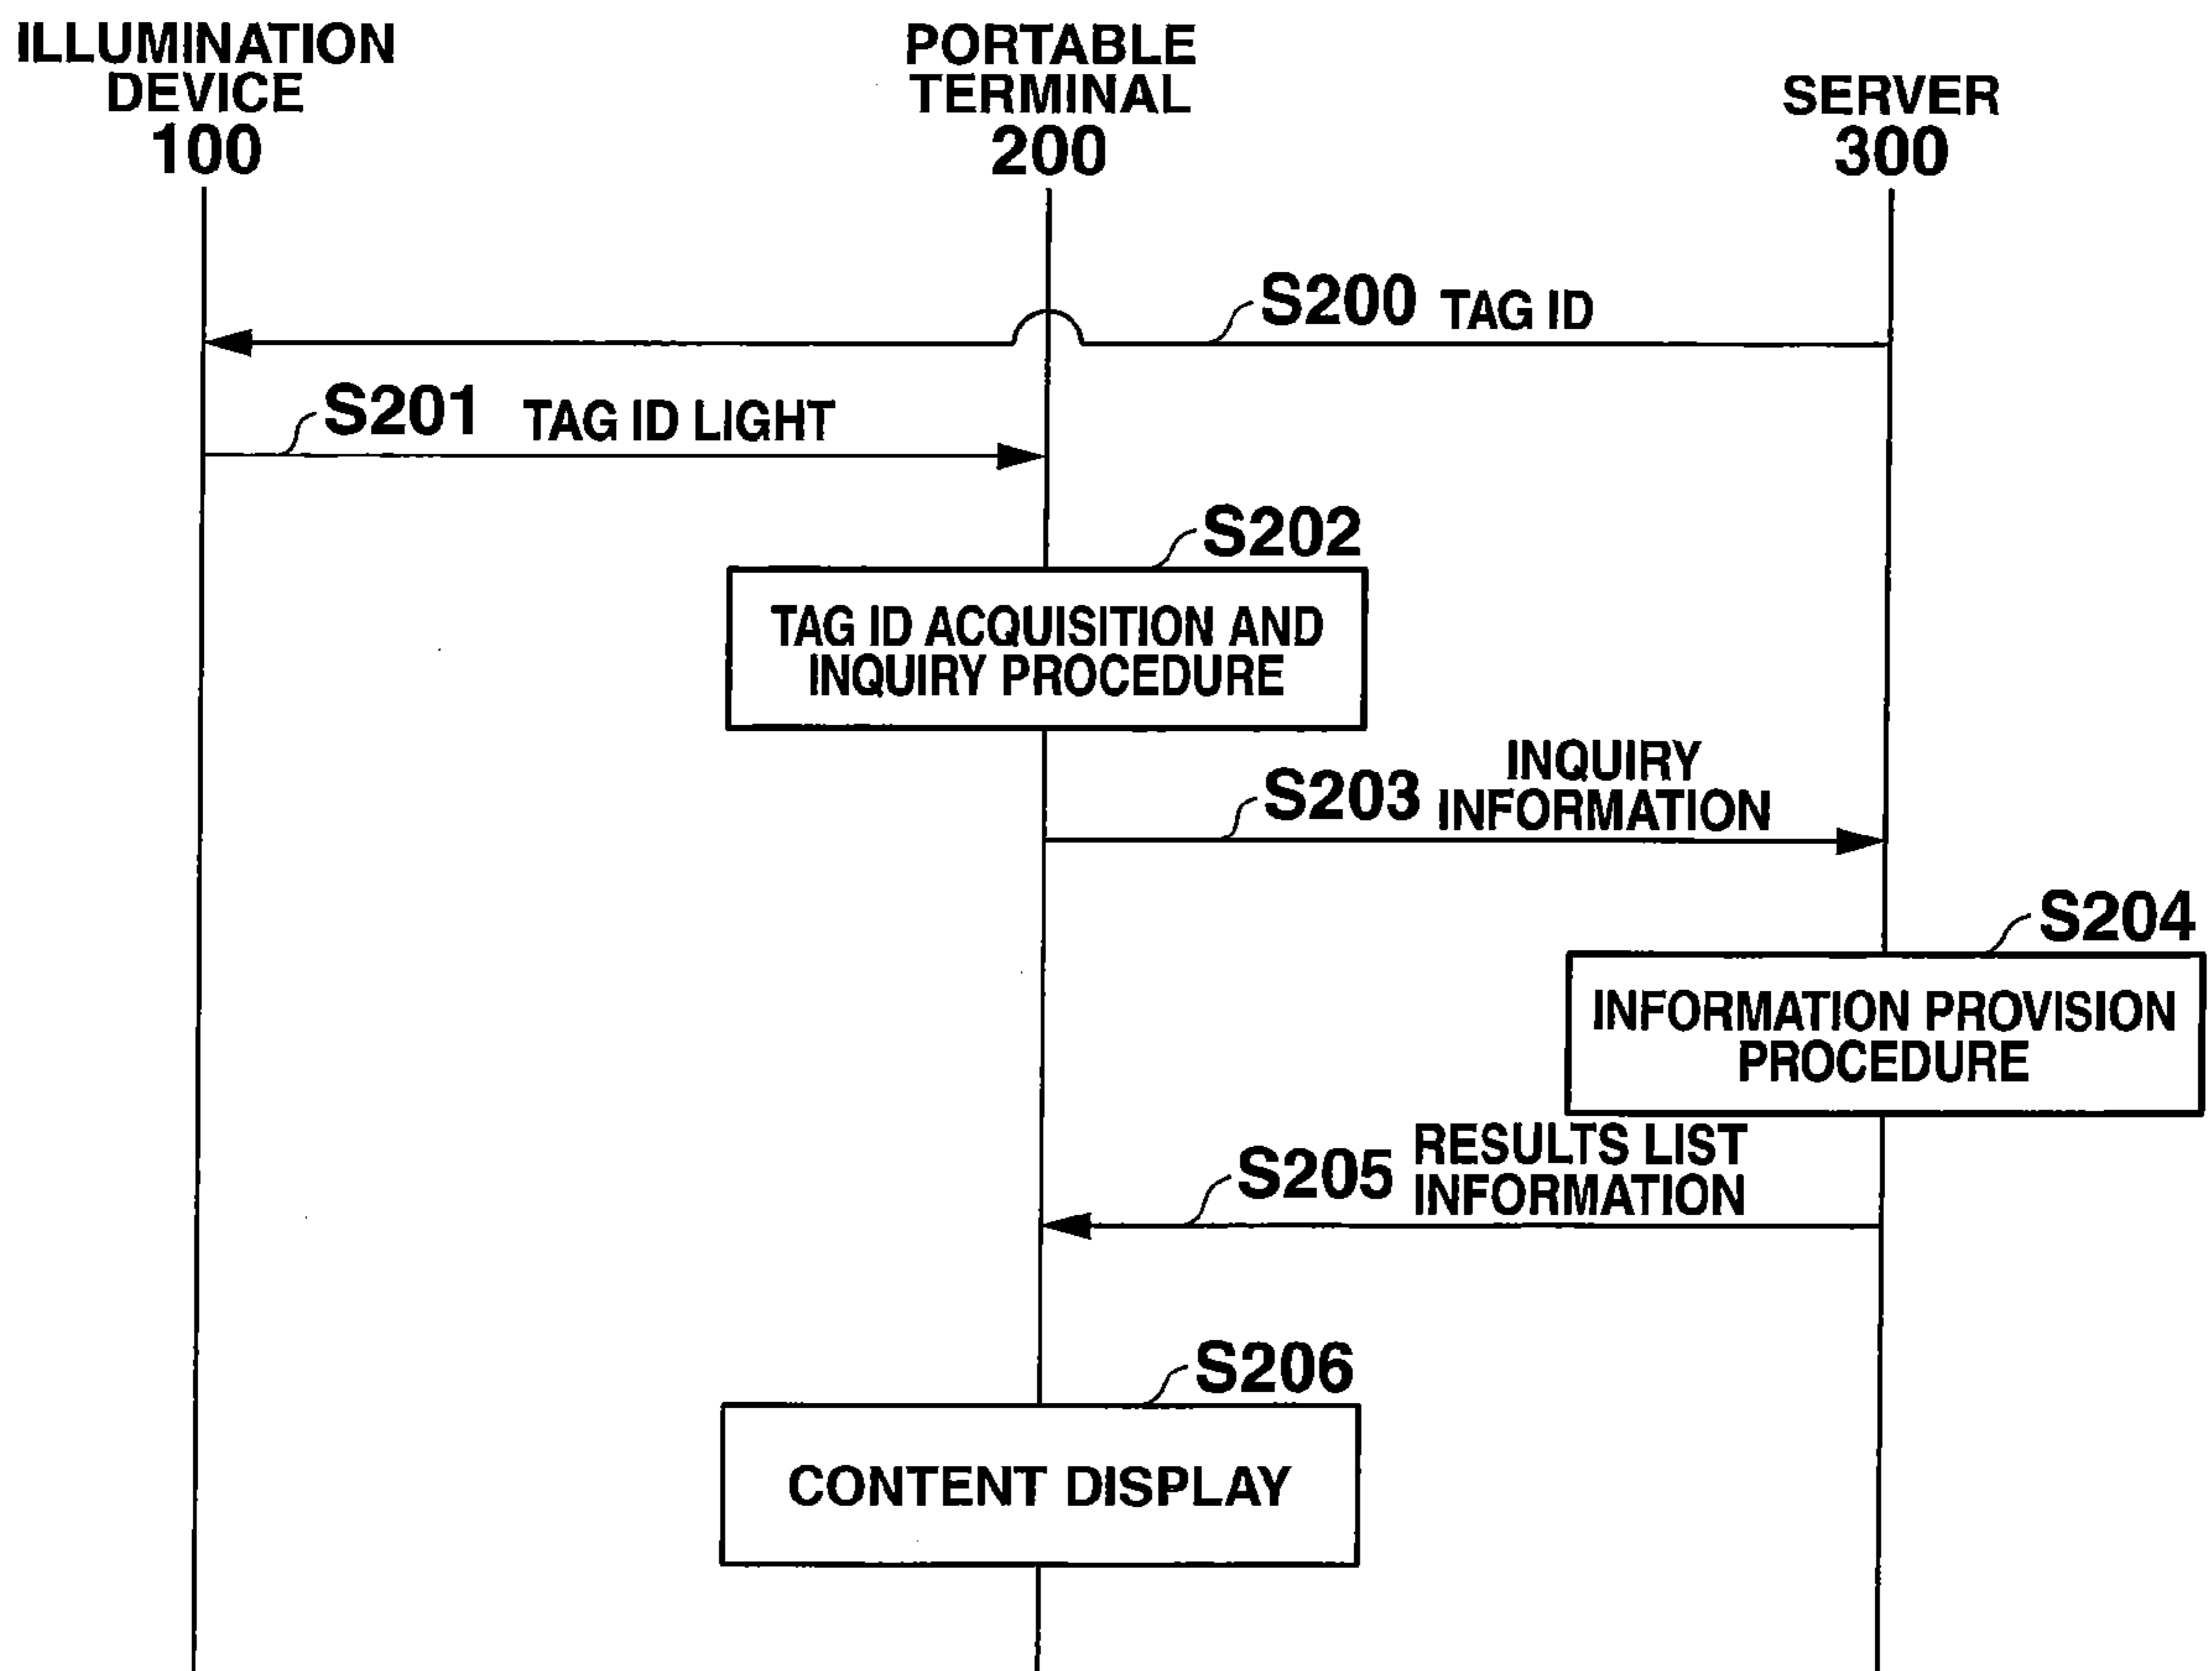 ILLUMINATION
DEVICE
100
PORTABLE
TERMINAL
200
SERVER
300
S200 TAG ID
S201 TAG ID LIGHT
S202
TAG ID ACQUISITION AND
INQUIRY PROCEDURE
S203 INQUIRY
INFORMATION
S204
INFORMATION PROVISION
PROCEDURE
S205 RESULTS LIST
INFORMATION
S206
CONTENT DISPLAY